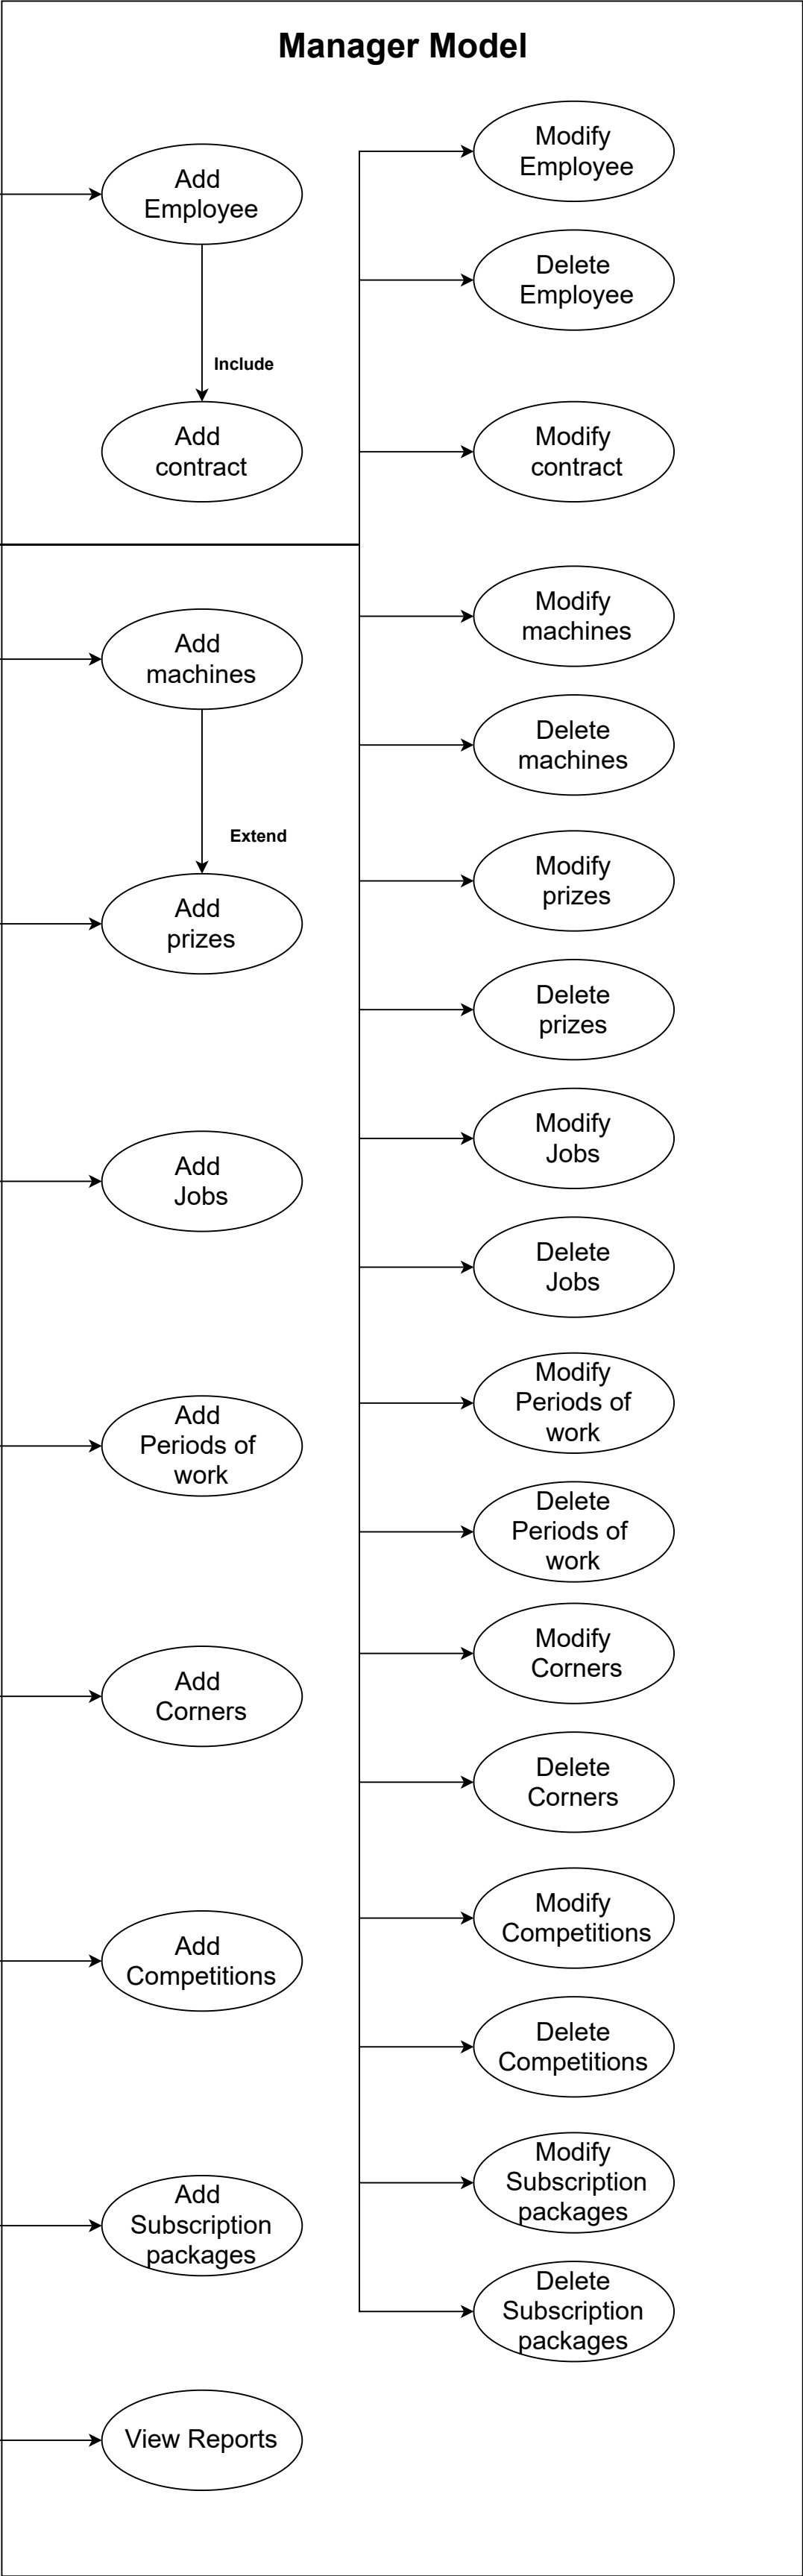 Manager Model
Add
Employee
Include
Add
contract
Add
machines
Extend
Add
prizes
Add
Jobs
Add
Periods of
work
Add
Corners
Add
Competitions
Add
Subscription
packages
View Reports
Modify
Employee
Delete
Employee
Modify
contract
Modify
machines
Delete
machines
Modify
prizes
Delete
prizes
Modify
Jobs
Delete
Jobs
Modify
Periods of
work
Delete
Periods of
work
Modify
Corners
Delete
Corners
Modify
Competitions
Delete
Competitions
Modify
Subscription
packages
Delete
Subscription
packages